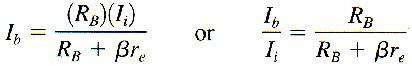 I_b = (R_B)(I_i) / (R_B + βr_e) or I_b / I_i = R_B / (R_B + βr_e)